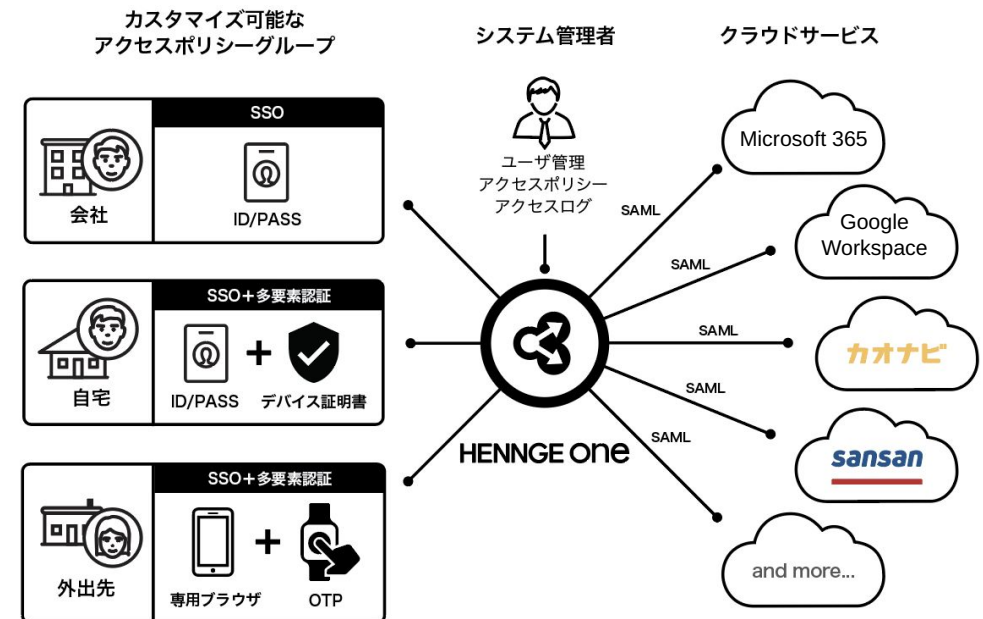 カスタマイズ可能な
アクセスポリシーグループ
SSO
会社
ID/PASS
SSO＋多要素認証
自宅
ID/PASS
+
デバイス証明書
SSO＋多要素認証
外出先
専用ブラウザ
+
OTP
システム管理者
ユーザ管理
アクセスポリシー
アクセスログ
HENNGE one
SAML
SAML
SAML
SAML
SAML
クラウドサービス
Microsoft 365
Google
Workspace
カオナビ
sansan
and more...